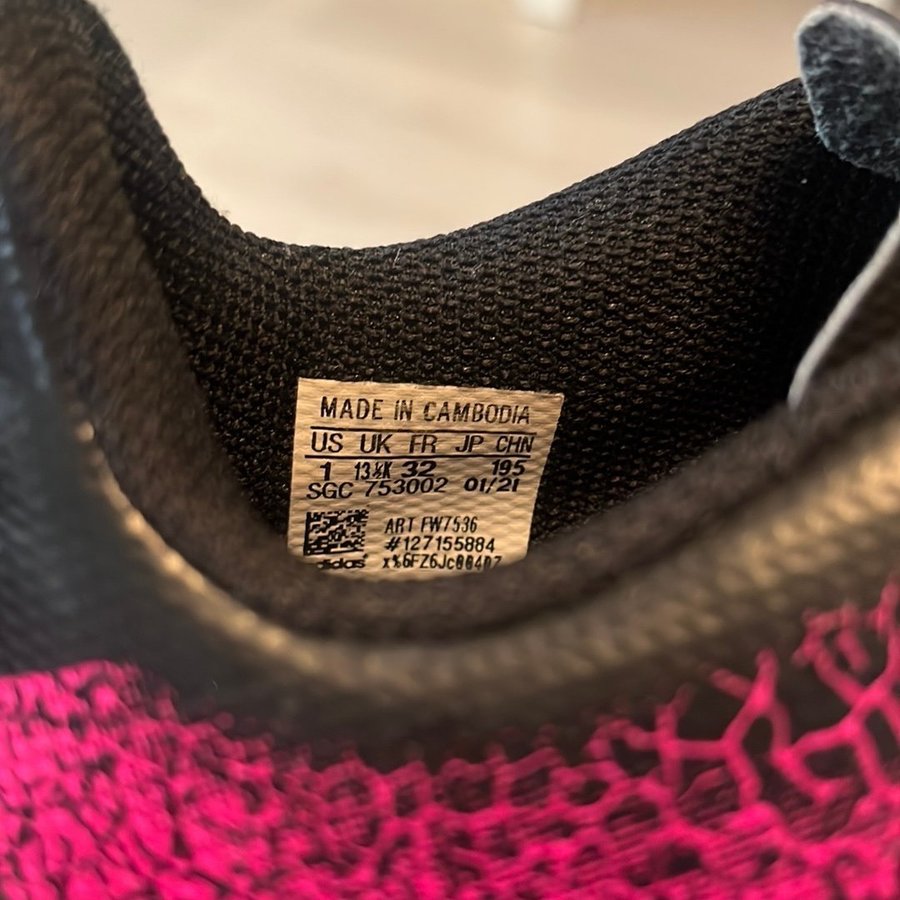 MADE IN CAMBODIA
US UK FR JP CHN
1 13½K 32 195
SGC 753002 01/21
ART FW7536
#127155884
adidas